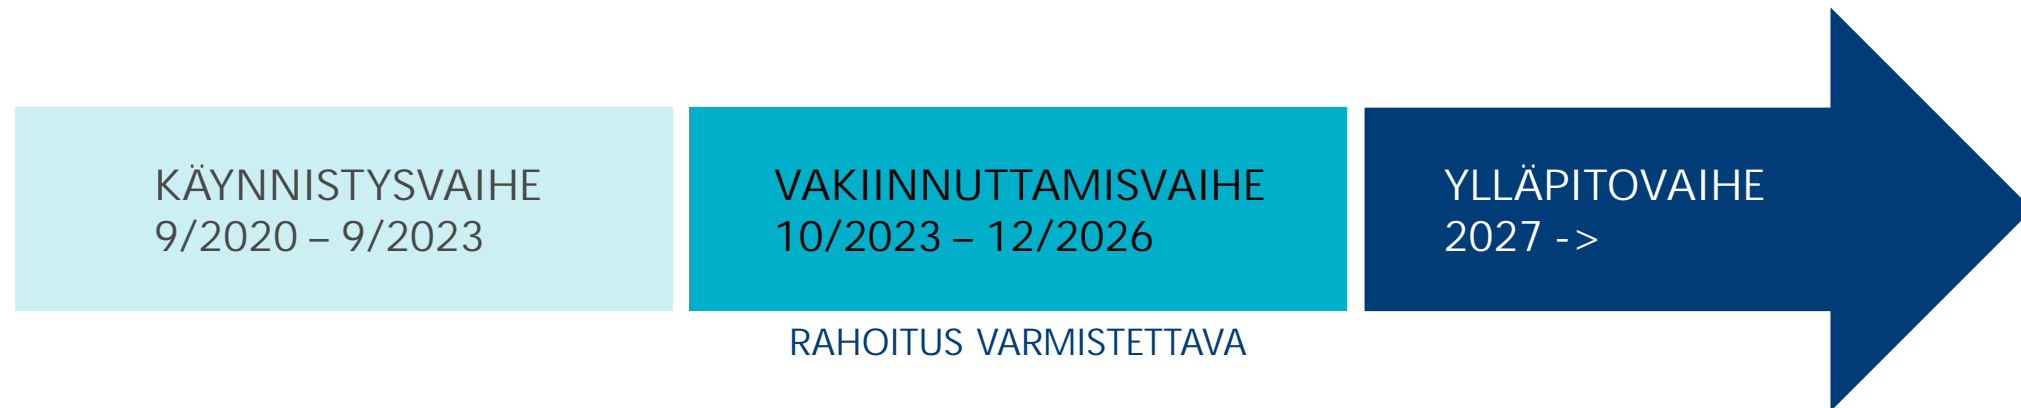 KÄYNNISTYSVAIHE
9/2020 – 9/2023
VAKIINNUTTAMISVAIHE
10/2023 – 12/2026
YLLÄPITOVAIHE
2027 ->
RAHOITUS VARMISTETTAVA